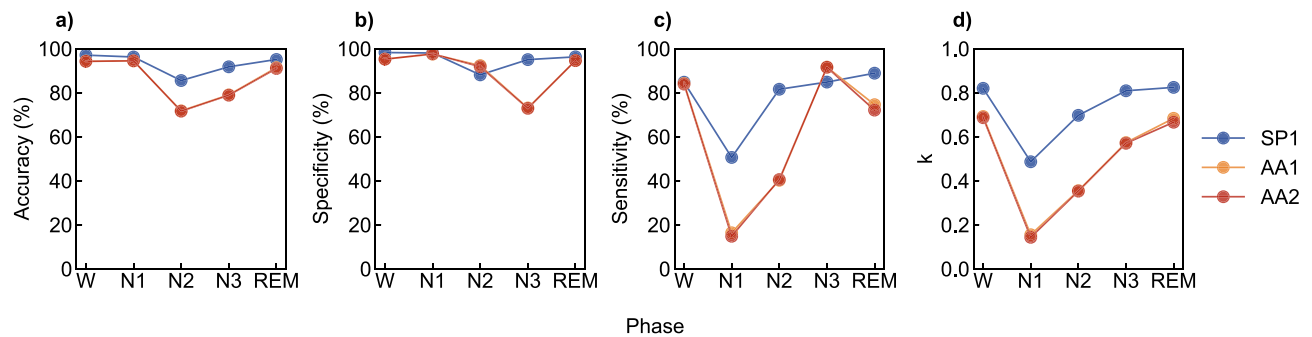 a) b) c) d)
Accuracy (%)
100
80
60
40
20
0
W N1 N2 N3 REM
Specificity (%)
100
80
60
40
20
0
W N1 N2 N3 REM
Sensitivity (%)
100
80
60
40
20
0
W N1 N2 N3 REM
k
1.0
0.8
0.6
0.4
0.2
0.0
W N1 N2 N3 REM
SP1
AA1
AA2
Phase